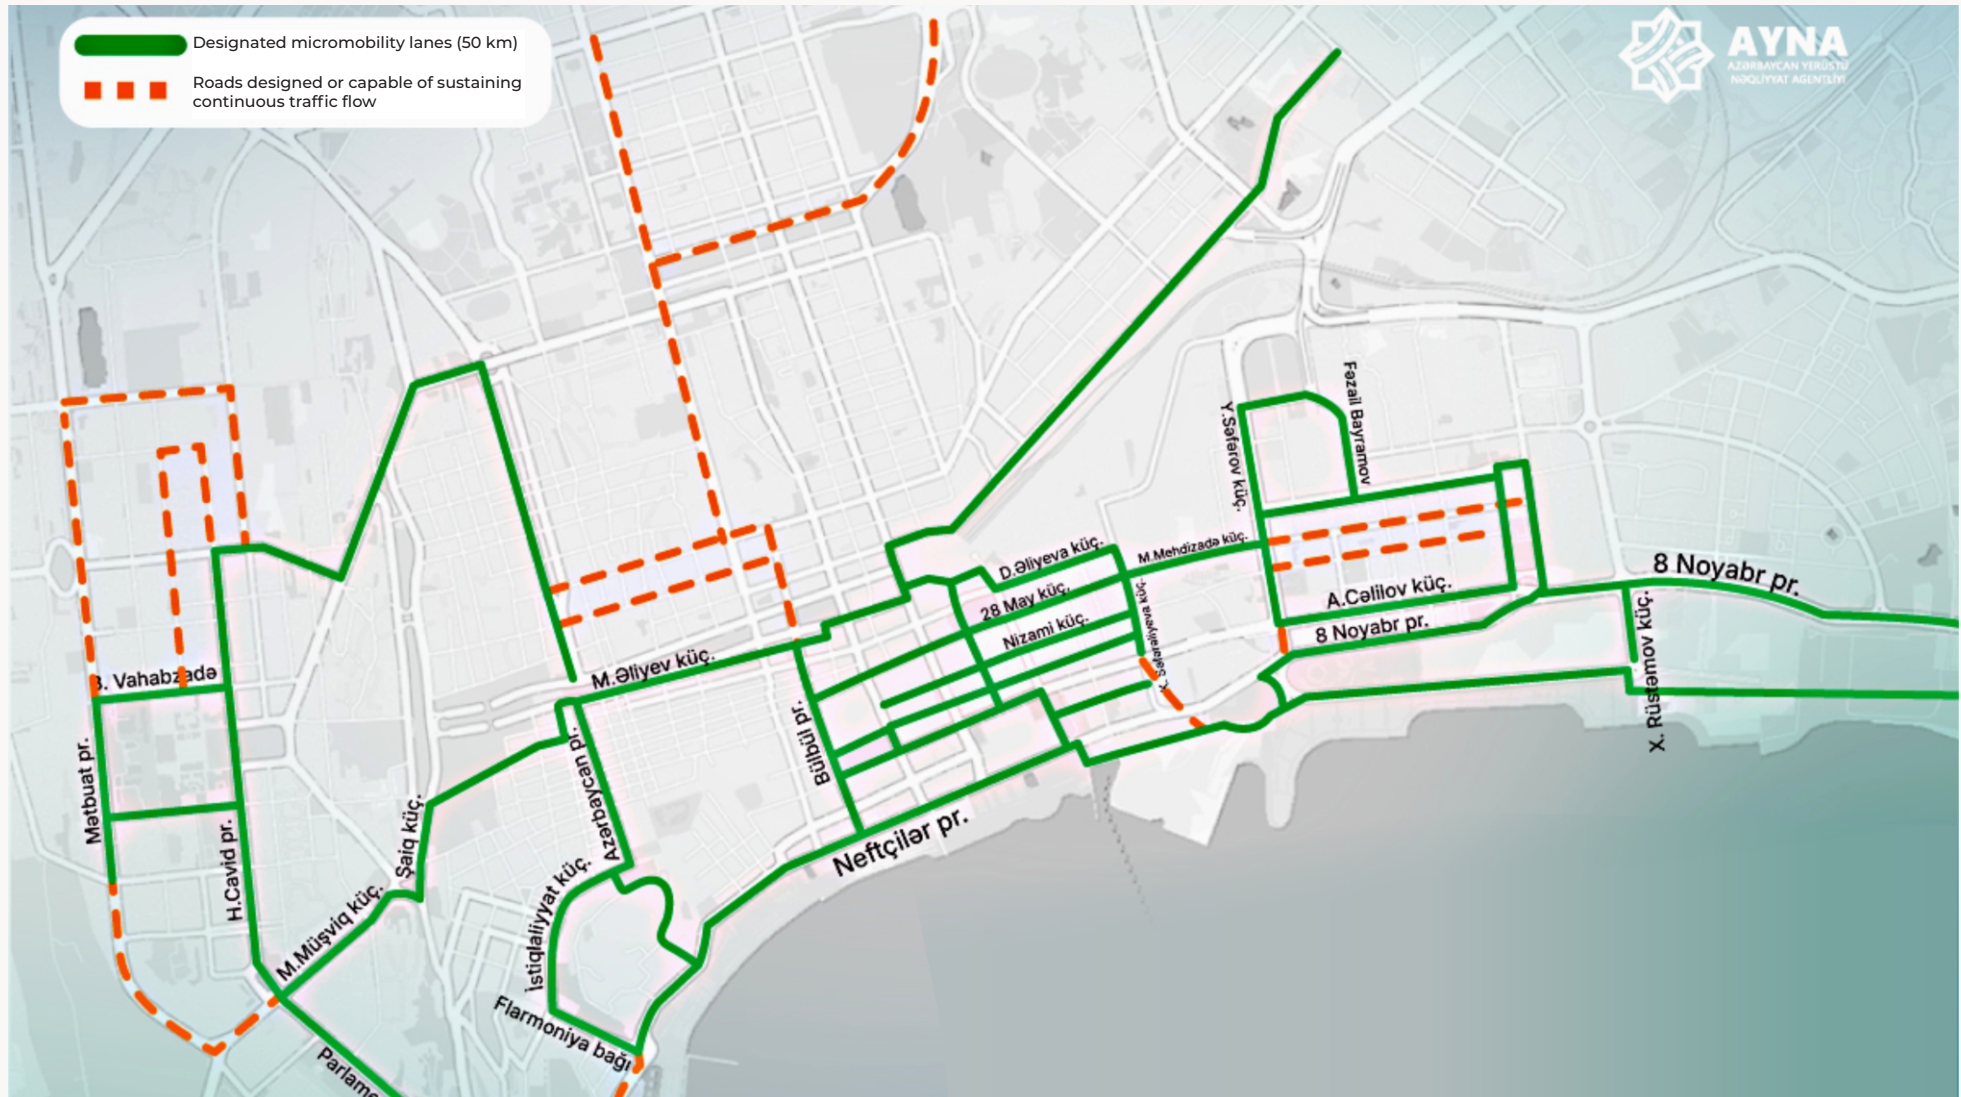 Designated micromobility lanes (50 km)
Roads designed or capable of sustaining
continuous traffic flow
AYNA
AZƏRBAYCAN YERÜSTÜ
NƏQLİYYAT AGENTLİYİ
Fəzail Bayramov
Y.Səfərov küç.
M.Mehdizadə küç.
D.Əliyeva küç.
28 May küç.
Nizami küç.
A.Cəlilov küç.
8 Noyabr pr.
8 Noyabr pr.
X. Rüstəmov küç.
B. Vahabzadə
M.Əliyev küç.
Bülbül pr.
Azərbaycan pr.
Mətbuat pr.
H.Cavid pr.
Şaiq küç.
M.Müşviq küç.
Neftçilər pr.
İstiqlaliyyat küç.
Flarmoniya bağı
Parlame